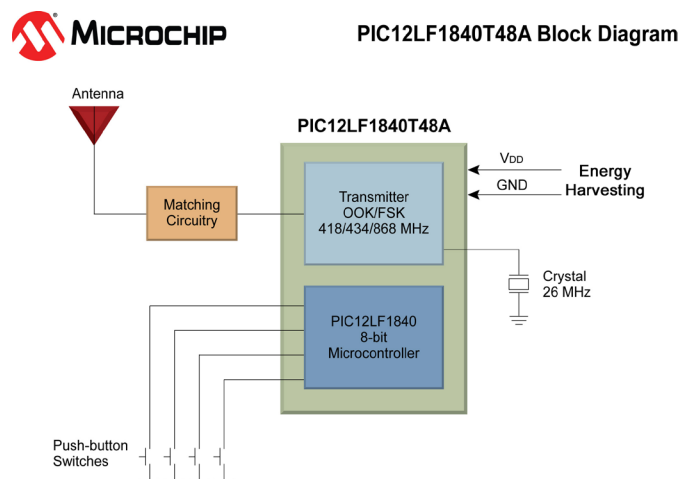 MICROCHIP
PIC12LF1840T48A Block Diagram
Antenna
PIC12LF1840T48A
VDD
GND
Energy
Harvesting
Matching
Circuitry
Transmitter
OOK/FSK
418/434/868 MHz
Crystal
26 MHz
PIC12LF1840
8-bit
Microcontroller
Push-button
Switches